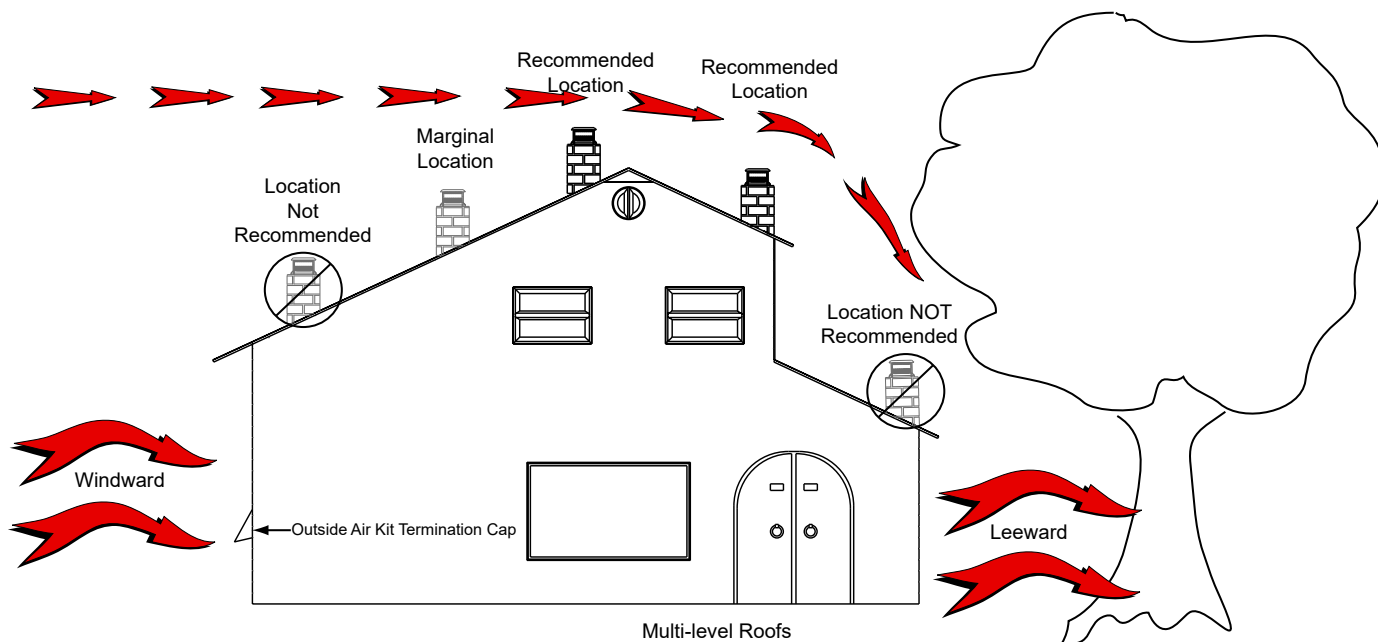 Recommended
Location
Recommended
Location
Marginal
Location
Location
Not
Recommended
Location NOT
Recommended
Windward
Outside Air Kit Termination Cap
Leeward
Multi-level Roofs